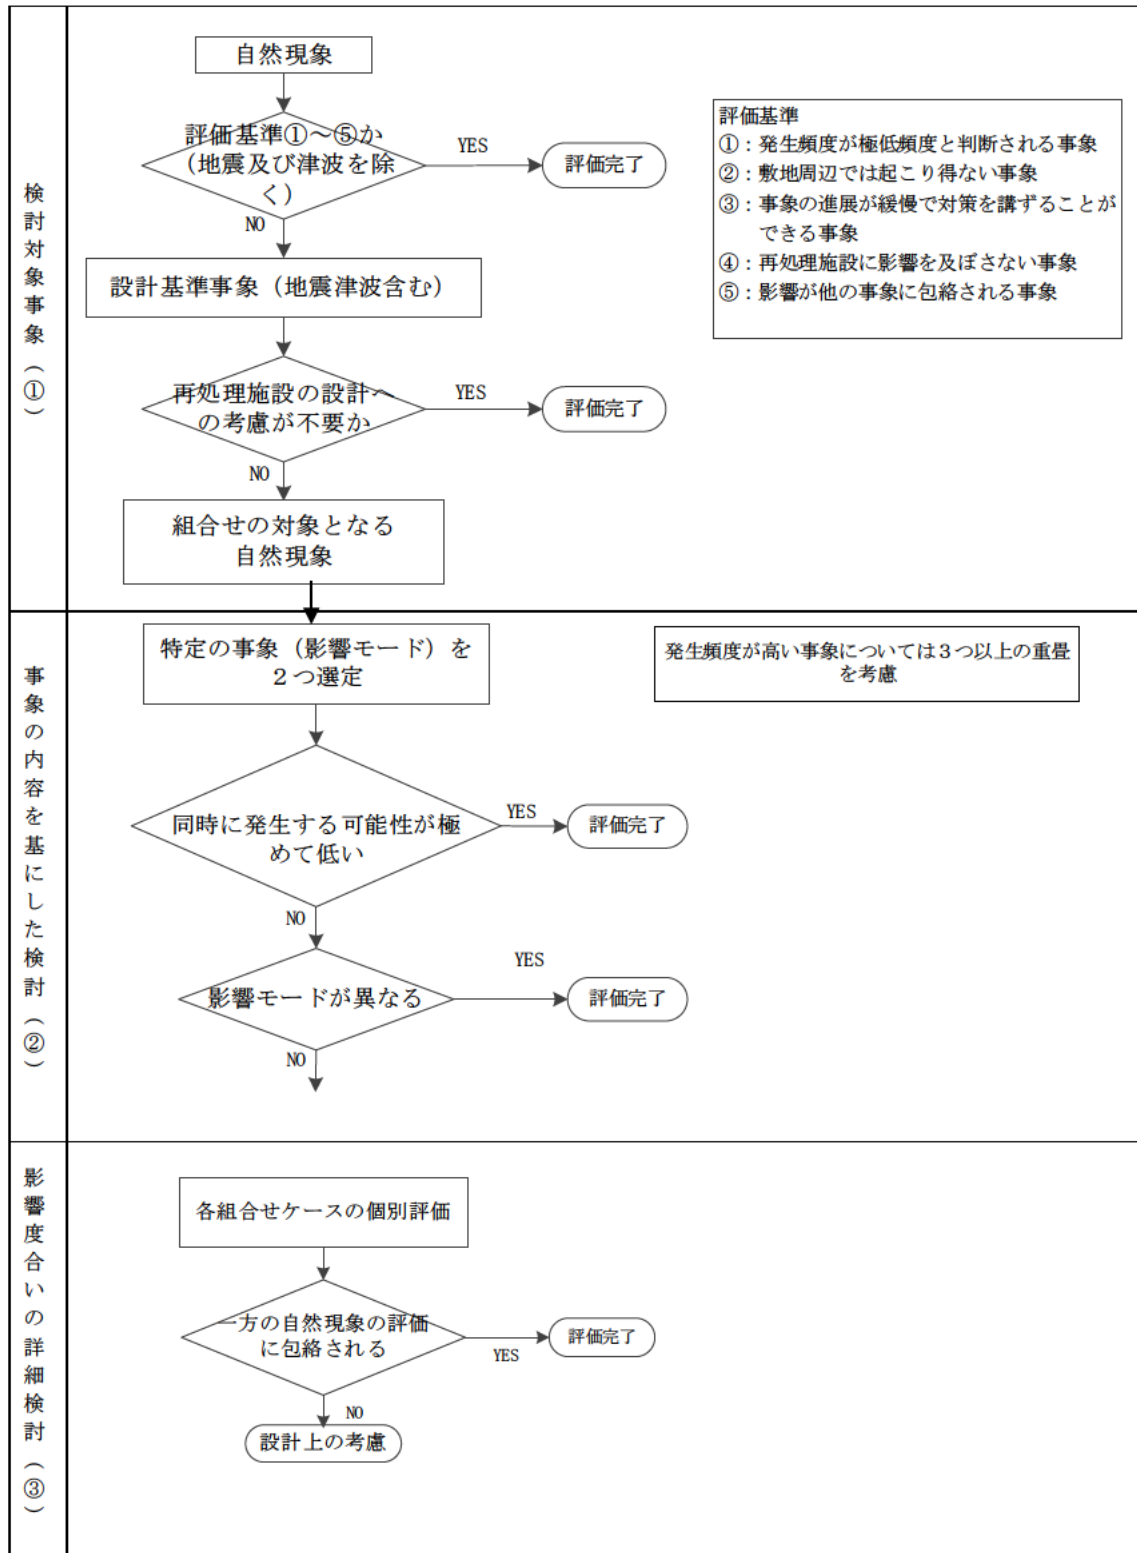 検討対象事象（①）
自然現象
評価基準①～⑤か
（地震及び津波を除
く）
YES
評価完了
NO
評価基準
①：発生頻度が極低頻度と判断される事象
②：敷地周辺では起こり得ない事象
③：事象の進展が緩慢で対策を講ずることが
できる事象
④：再処理施設に影響を及ぼさない事象
⑤：影響が他の事象に包絡される事象
設計基準事象（地震津波含む）
再処理施設の設計へ
の考慮が不要か
YES
評価完了
NO
組合せの対象となる
自然現象
事象の内容を基にした検討（②）
特定の事象（影響モード）を
２つ選定
発生頻度が高い事象については３つ以上の重畳
を考慮
同時に発生する可能性が極
めて低い
YES
評価完了
NO
影響モードが異なる
YES
評価完了
NO
影響度合いの詳細検討（③）
各組合せケースの個別評価
一方の自然現象の評価
に包絡される
YES
評価完了
NO
設計上の考慮